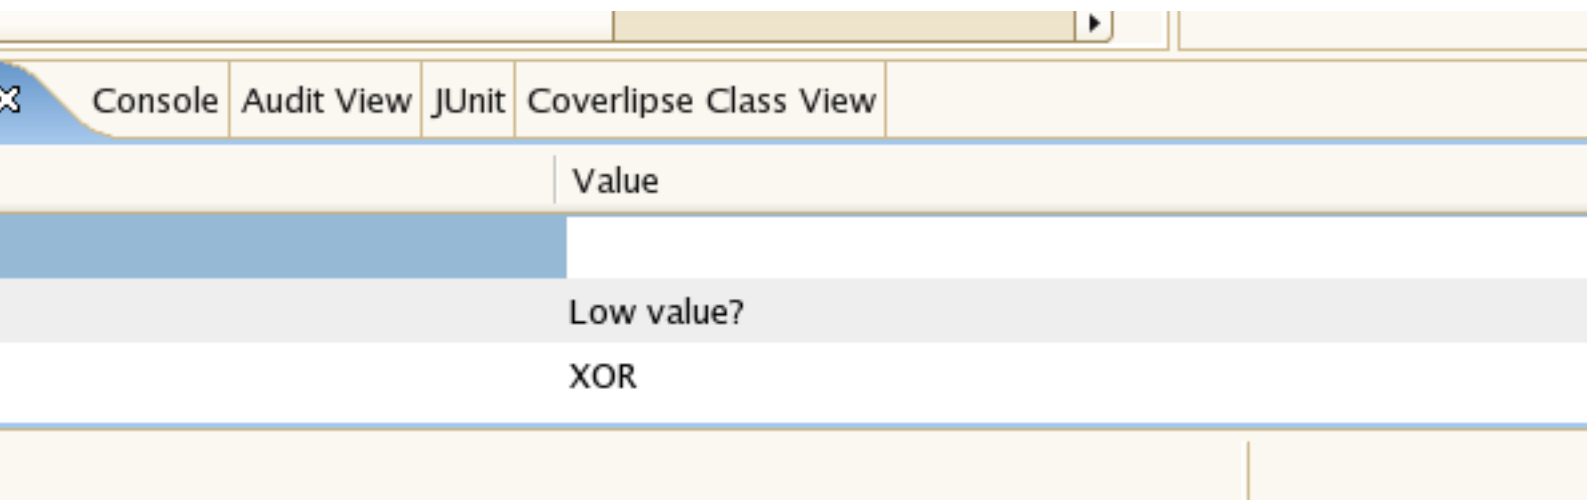 Console Audit View JUnit Coverlipse Class View
Value
Low value?
XOR